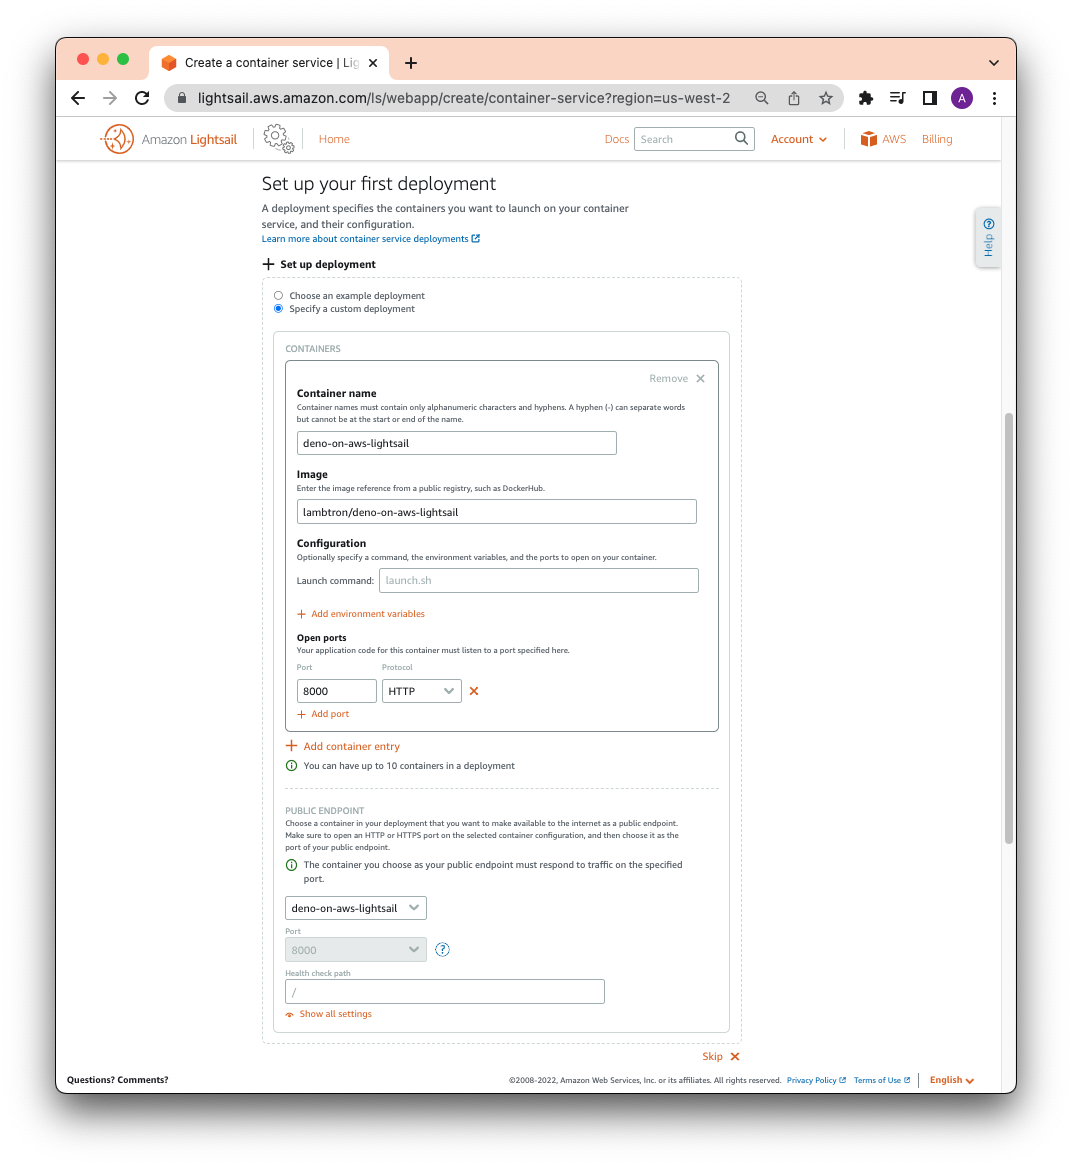 Create a container service | Lig
lightsail.aws.amazon.com/ls/webapp/create/container-service?region=us-west-2
A
Amazon Lightsail
Home
Docs
Search
Account
AWS
Billing
Help
Set up your first deployment
A deployment specifies the containers you want to launch on your container
service, and their configuration.
Learn more about container service deployments
Set up deployment
Choose an example deployment
Specify a custom deployment
CONTAINERS
Remove
Container name
Container names must contain only alphanumeric characters and hyphens. A hyphen (-) can separate words
but cannot be at the start or end of the name.
deno-on-aws-lightsail
Image
Enter the image reference from a public registry, such as DockerHub.
lambtron/deno-on-aws-lightsail
Configuration
Optionally specify a command, the environment variables, and the ports to open on your container.
Launch command: launch.sh
+ Add environment variables
Open ports
Your application code for this container must listen to a port specified here.
Port Protocol
8000 HTTP
+ Add port
+ Add container entry
You can have up to 10 containers in a deployment
PUBLIC ENDPOINT
Choose a container in your deployment that you want to make available to the internet as a public endpoint.
Make sure to open an HTTP or HTTPS port on the selected container configuration, and then choose it as the
port of your public endpoint.
The container you choose as your public endpoint must respond to traffic on the specified
port.
deno-on-aws-lightsail
Port
8000
Health check path
/
Show all settings
Skip
Questions? Comments?
©2008-2022, Amazon Web Services, Inc. or its affiliates. All rights reserved. Privacy Policy Terms of Use English